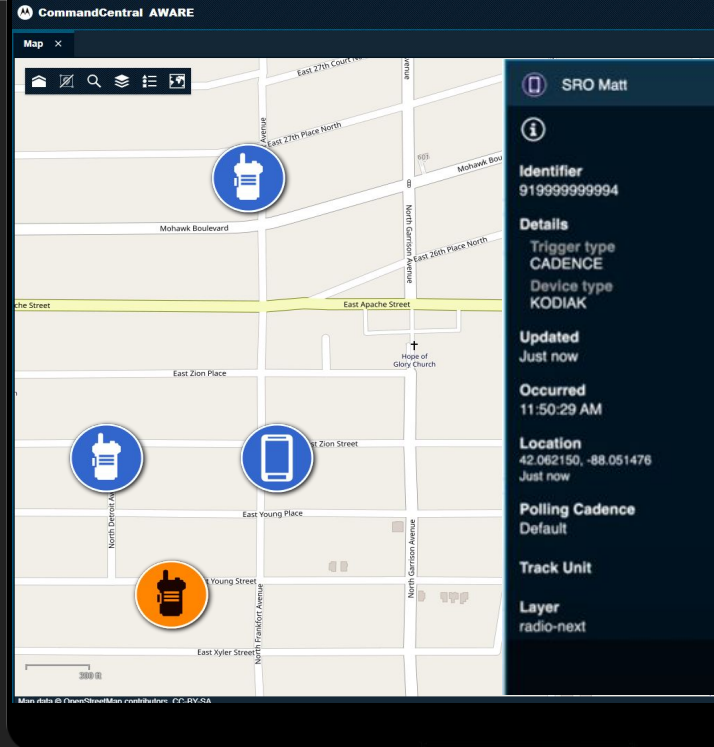 CommandCentral AWARE
Map ×
East 27th Court
venue
East 27th Place North
Avenue
603
Mohawk Bou
8
Mohawk Boulevard
North Garrison Avenue
East 26th Place North
che Street
East Apache Street
Hope of
Glory Church
East Zion Place
st Zion Street
North Detroit Av
East Young Place
North Garrison Avenue
t Young Street
North Frankfort Avenue
East Xyler Street
300 ft
Map data © OpenStreetMap contributors, CC-BY-SA
SRO Matt
Identifier
919999999994
Details
Trigger type
CADENCE
Device type
KODIAK
Updated
Just now
Occurred
11:50:29 AM
Location
42.062150, -88.051476
Just now
Polling Cadence
Default
Track Unit
Layer
radio-next